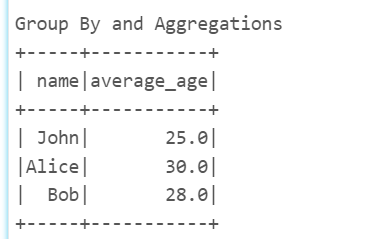 Group By and Aggregations
+-----+-----------+
| name|average_age|
+-----+-----------+
| John|       25.0|
|Alice|       30.0|
|  Bob|       28.0|
+-----+-----------+